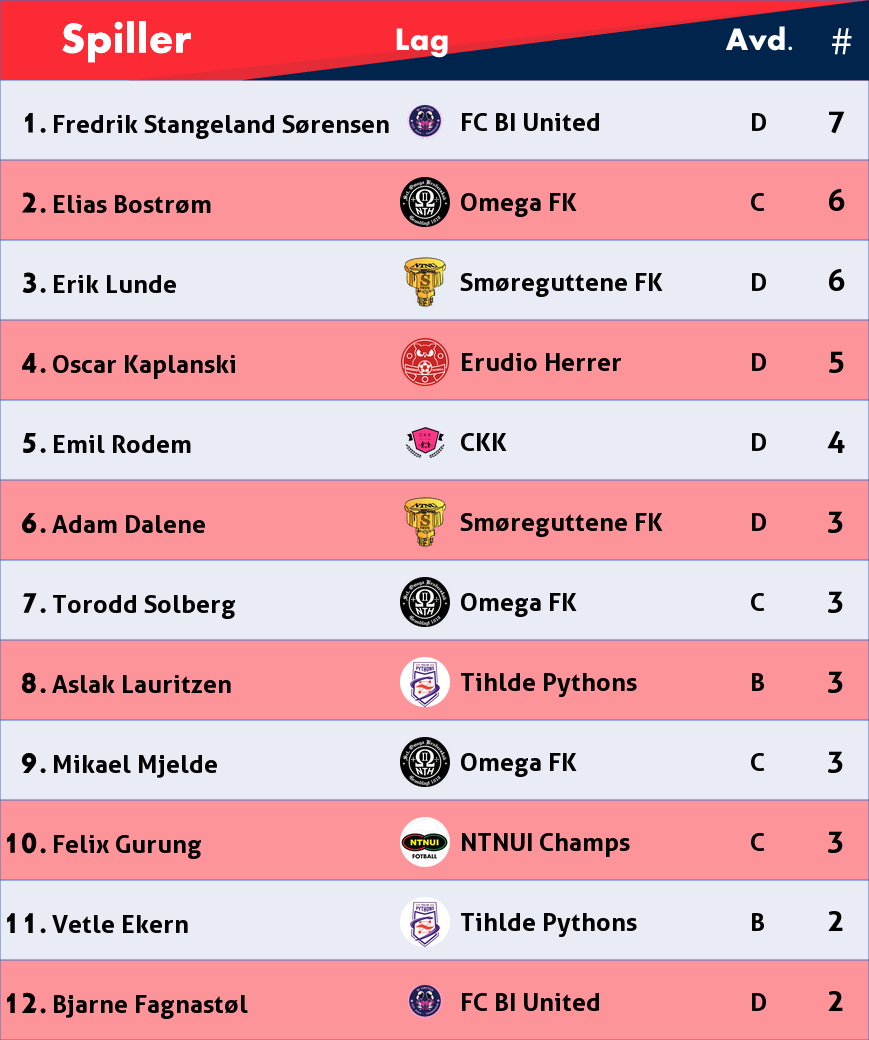 Spiller Lag Avd. #
1. Fredrik Stangeland Sørensen FC BI United D 7
2. Elias Bostrøm Omega FK C 6
3. Erik Lunde Smøreguttene FK D 6
4. Oscar Kaplanski Erudio Herrer D 5
5. Emil Rodem CKK D 4
6. Adam Dalene Smøreguttene FK D 3
7. Torodd Solberg Omega FK C 3
8. Aslak Lauritzen Tihlde Pythons B 3
9. Mikael Mjelde Omega FK C 3
10. Felix Gurung NTNUI FOTBALL NTNUI Champs C 3
11. Vetle Ekern Tihlde Pythons B 2
12. Bjarne Fagnastøl FC BI United D 2